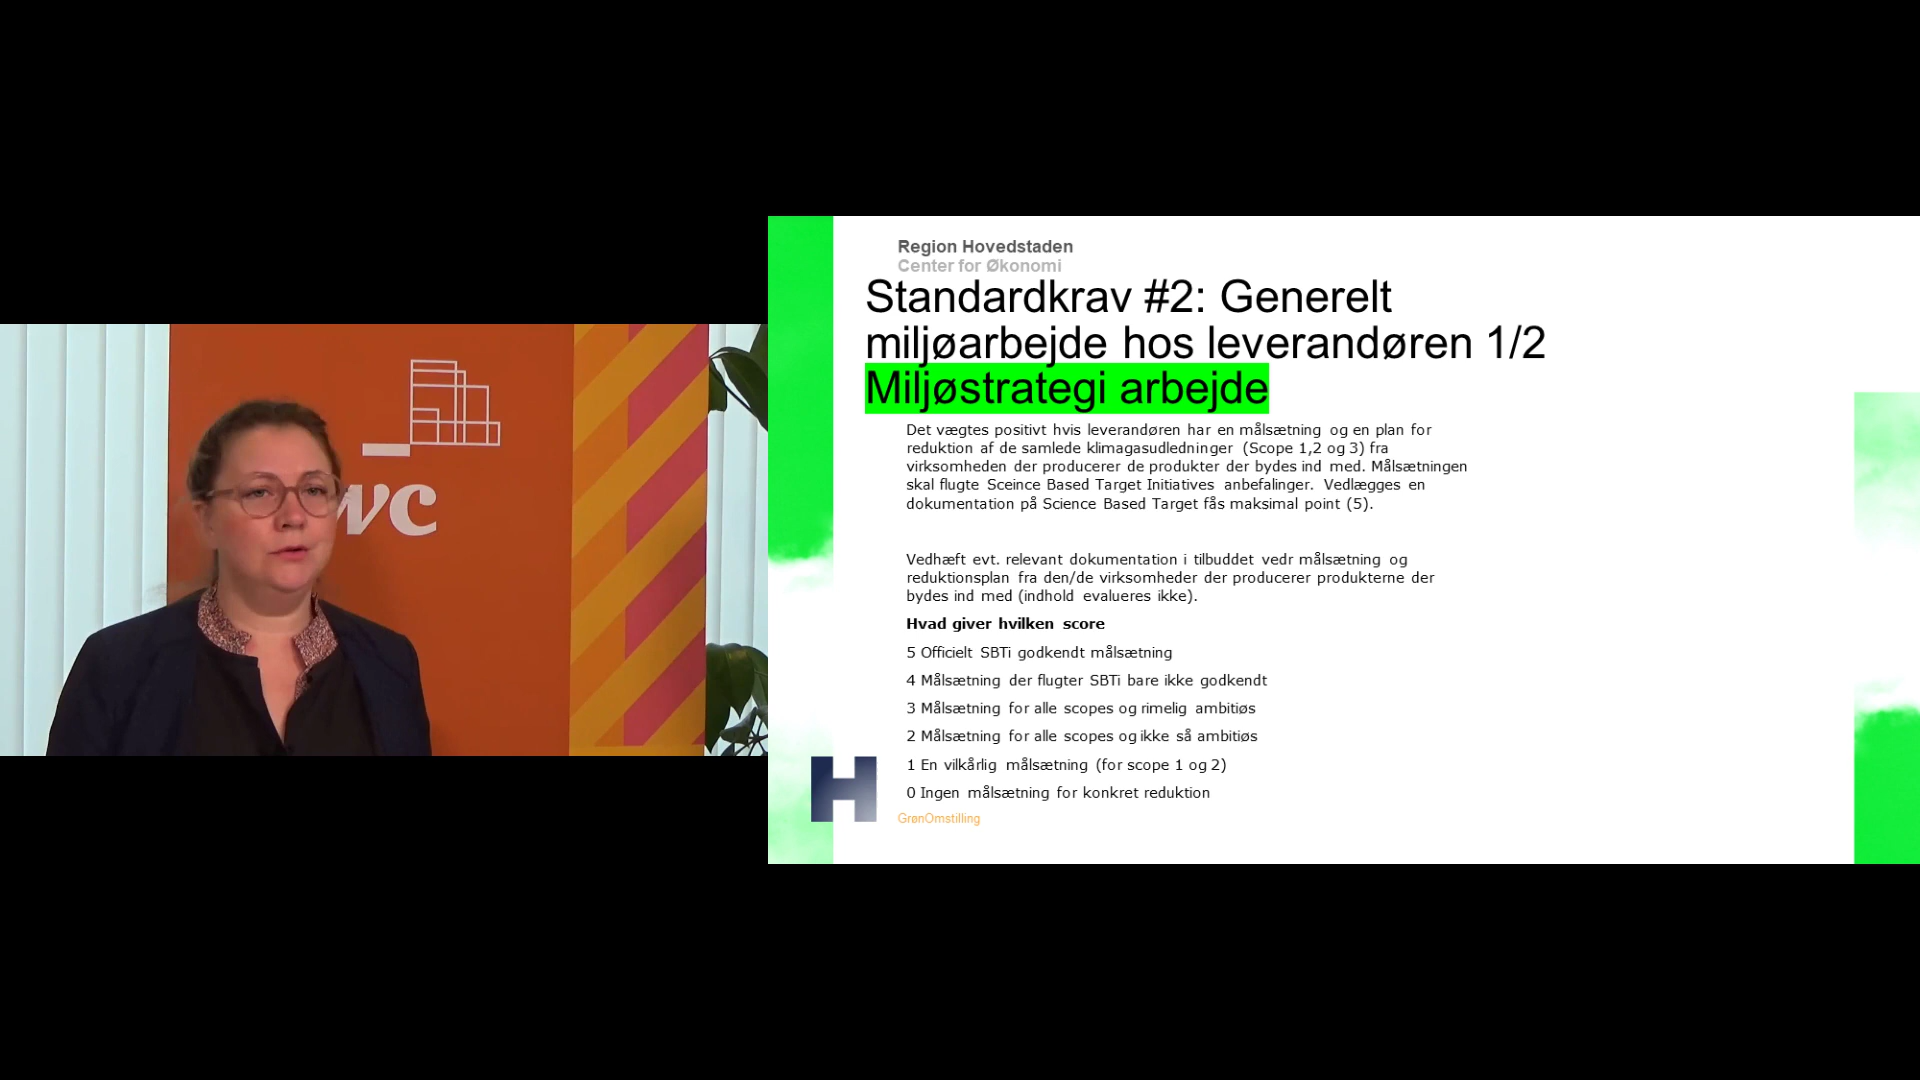 wc
Region Hovedstaden
Center for Økonomi
Standardkrav #2: Generelt
miljøarbejde hos leverandøren 1/2
Miljøstrategi arbejde
Det vægtes positivt hvis leverandøren har en målsætning og en plan for
reduktion af de samlede klimagasudledninger (Scope 1,2 og 3) fra
virksomheden der producerer de produkter der bydes ind med. Målsætningen
skal flugte Sceince Based Target Initiatives anbefalinger. Vedlægges en
dokumentation på Science Based Target fås maksimal point (5).
Vedhæft evt. relevant dokumentation i tilbuddet vedr målsætning og
reduktionsplan fra den/de virksomheder der producerer produkterne der
bydes ind med (indhold evalueres ikke).
Hvad giver hvilken score
5 Officielt SBTi godkendt målsætning
4 Målsætning der flugter SBTi bare ikke godkendt
3 Målsætning for alle scopes og rimelig ambitiøs
2 Målsætning for alle scopes og ikke så ambitiøs
1 En vilkårlig målsætning (for scope 1 og 2)
0 Ingen målsætning for konkret reduktion
H
GrønOmstilling